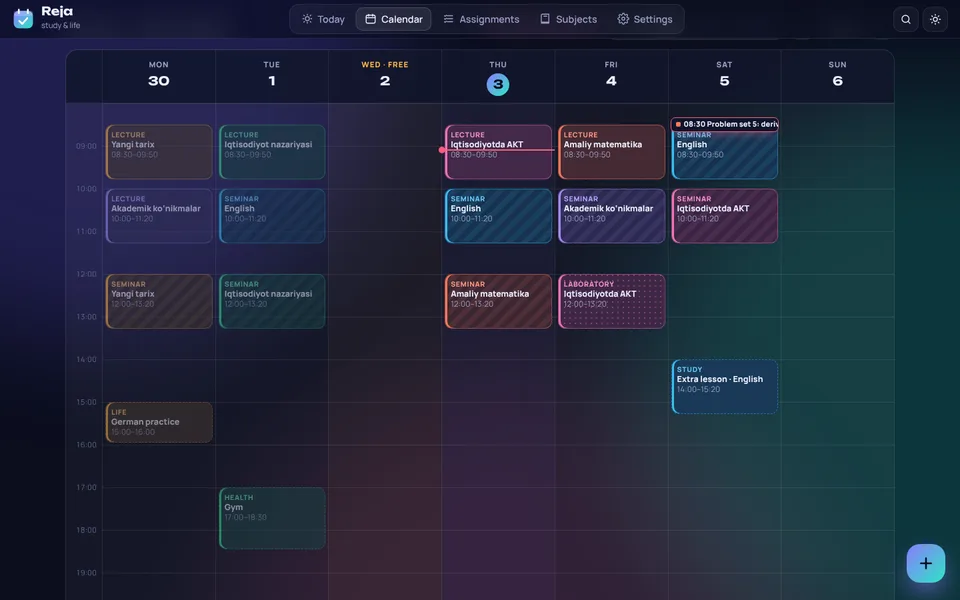 Reja
study & life
Today
Calendar
Assignments
Subjects
Settings
MON
30
TUE
1
WED · FREE
2
THU
3
FRI
4
SAT
5
SUN
6
09:00
10:00
11:00
12:00
13:00
14:00
15:00
16:00
17:00
18:00
19:00
LECTURE
Yangi tarix
08:30–09:50
LECTURE
Akademik ko'nikmalar
10:00–11:20
SEMINAR
Yangi tarix
12:00–13:20
LIFE
German practice
15:00–16:00
LECTURE
Iqtisodiyot nazariyasi
08:30–09:50
SEMINAR
English
10:00–11:20
SEMINAR
Iqtisodiyot nazariyasi
12:00–13:20
HEALTH
Gym
17:00–18:30
LECTURE
Iqtisodiyotda AKT
08:30–09:50
SEMINAR
English
10:00–11:20
SEMINAR
Amaliy matematika
12:00–13:20
LECTURE
Amaliy matematika
08:30–09:50
SEMINAR
Akademik ko'nikmalar
10:00–11:20
LABORATORY
Iqtisodiyotda AKT
12:00–13:20
08:30 Problem set 5: deriv
SEMINAR
English
08:30–09:50
SEMINAR
Iqtisodiyotda AKT
10:00–11:20
STUDY
Extra lesson · English
14:00–15:20